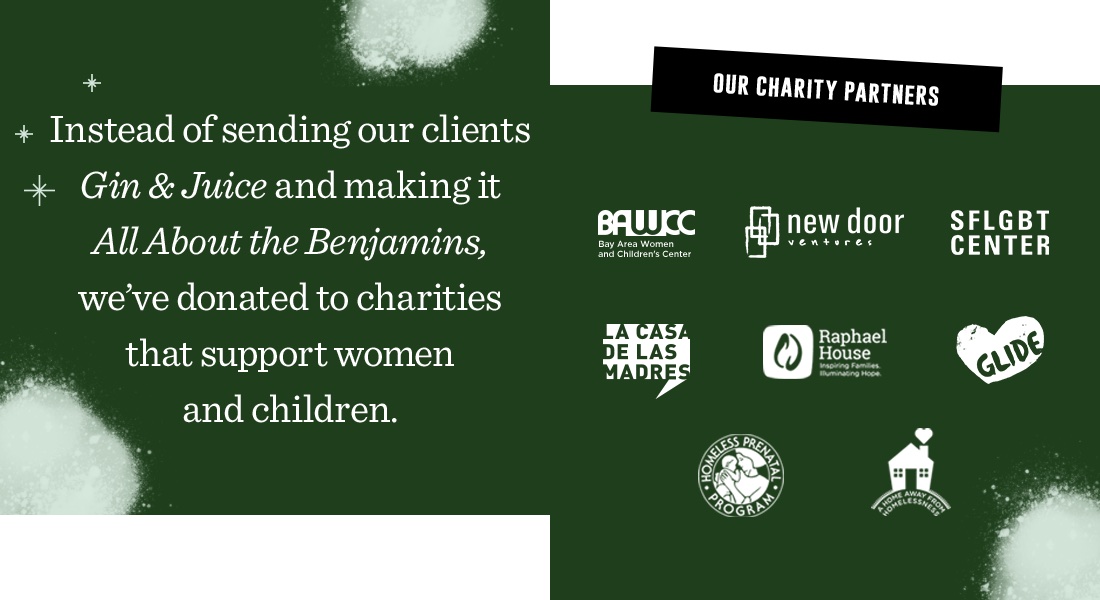 Instead of sending our clients
Gin & Juice and making it
All About the Benjamins,
we’ve donated to charities
that support women
and children.
OUR CHARITY PARTNERS
BAWCC
Bay Area Women
and Children's Center
new door
ventures
SFLGBT
CENTER
LA CASA
DE LAS
MADRES
Raphael
House
Inspiring Families.
Illuminating Hope.
GLIDE
HOMELESS PRENATAL
PROGRAM
A HOME AWAY FROM
HOMELESSNESS